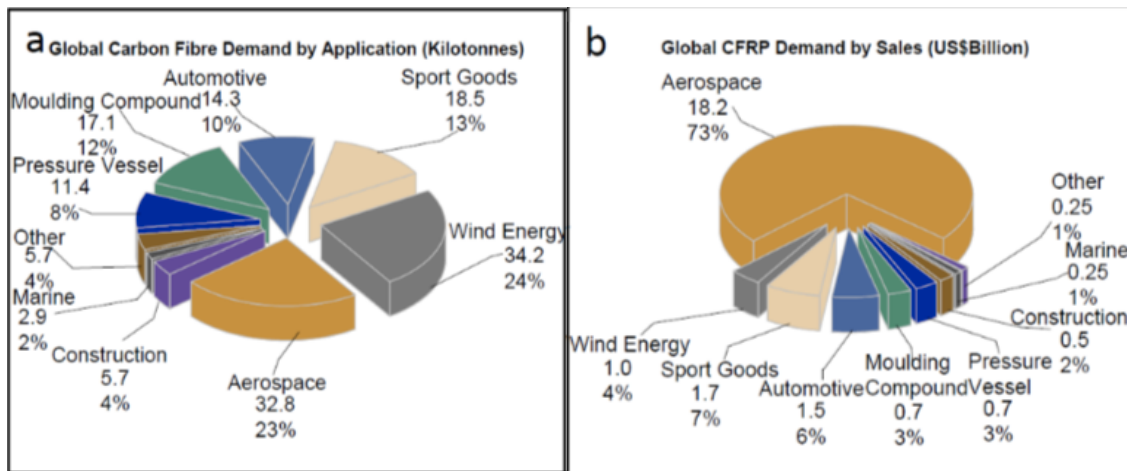 a Global Carbon Fibre Demand by Application (Kilotonnes)
Automotive
14.3
10%
Sport Goods
18.5
13%
Moulding Compound
17.1
12%
Pressure Vessel
11.4
8%
Wind Energy
34.2
24%
Other
5.7
4%
Marine
2.9
2%
Construction
5.7
4%
Aerospace
32.8
23%
b Global CFRP Demand by Sales (US$Billion)
Aerospace
18.2
73%
Other
0.25
1%
Marine
0.25
1%
Construction
0.5
2%
Wind Energy
1.0
4%
Sport Goods
1.7
7%
Automotive
1.5
6%
Moulding
Compound
0.7
3%
Pressure
Vessel
0.7
3%